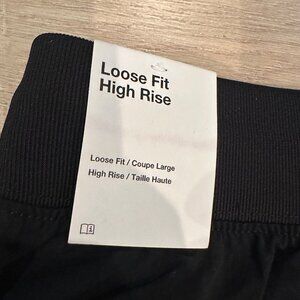 Loose Fit
High Rise
Loose Fit / Coupe Large
High Rise / Taille Haute